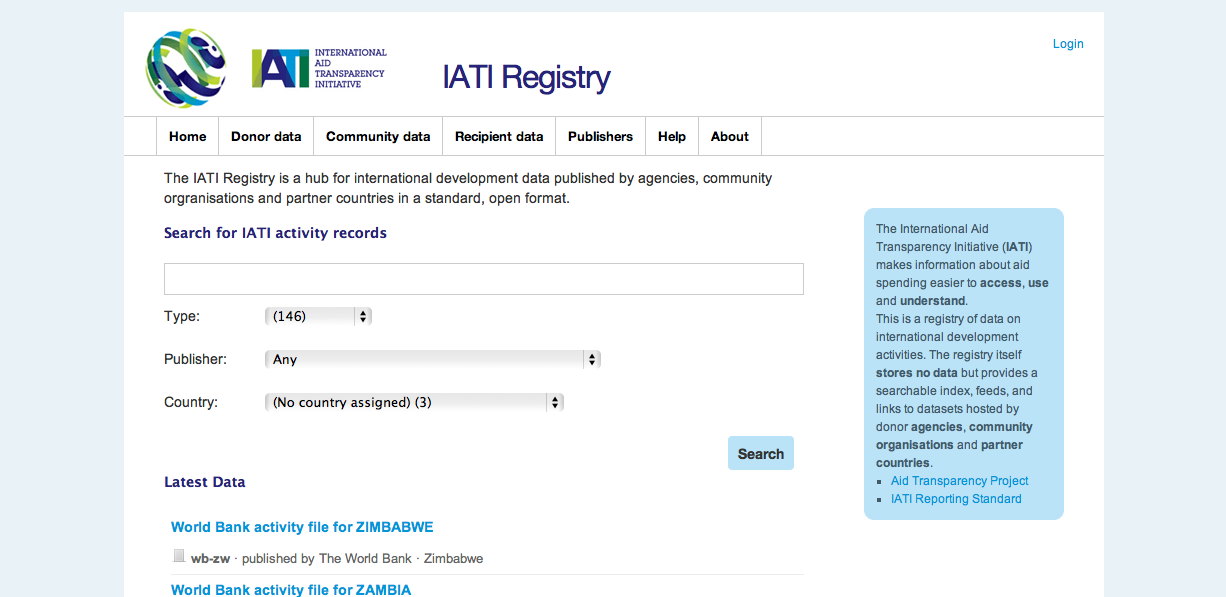 Login
IATI
INTERNATIONAL
AID
TRANSPARENCY
INITIATIVE
IATI Registry
Home Donor data Community data Recipient data Publishers Help About
The IATI Registry is a hub for international development data published by agencies, community
orgranisations and partner countries in a standard, open format.
Search for IATI activity records
Type: (146)
Publisher: Any
Country: (No country assigned) (3)
Search
Latest Data
World Bank activity file for ZIMBABWE
wb-zw · published by The World Bank · Zimbabwe
World Bank activity file for ZAMBIA
The International Aid
Transparency Initiative (IATI)
makes information about aid
spending easier to access, use
and understand.
This is a registry of data on
international development
activities. The registry itself
stores no data but provides a
searchable index, feeds, and
links to datasets hosted by
donor agencies, community
organisations and partner
countries.
Aid Transparency Project
IATI Reporting Standard